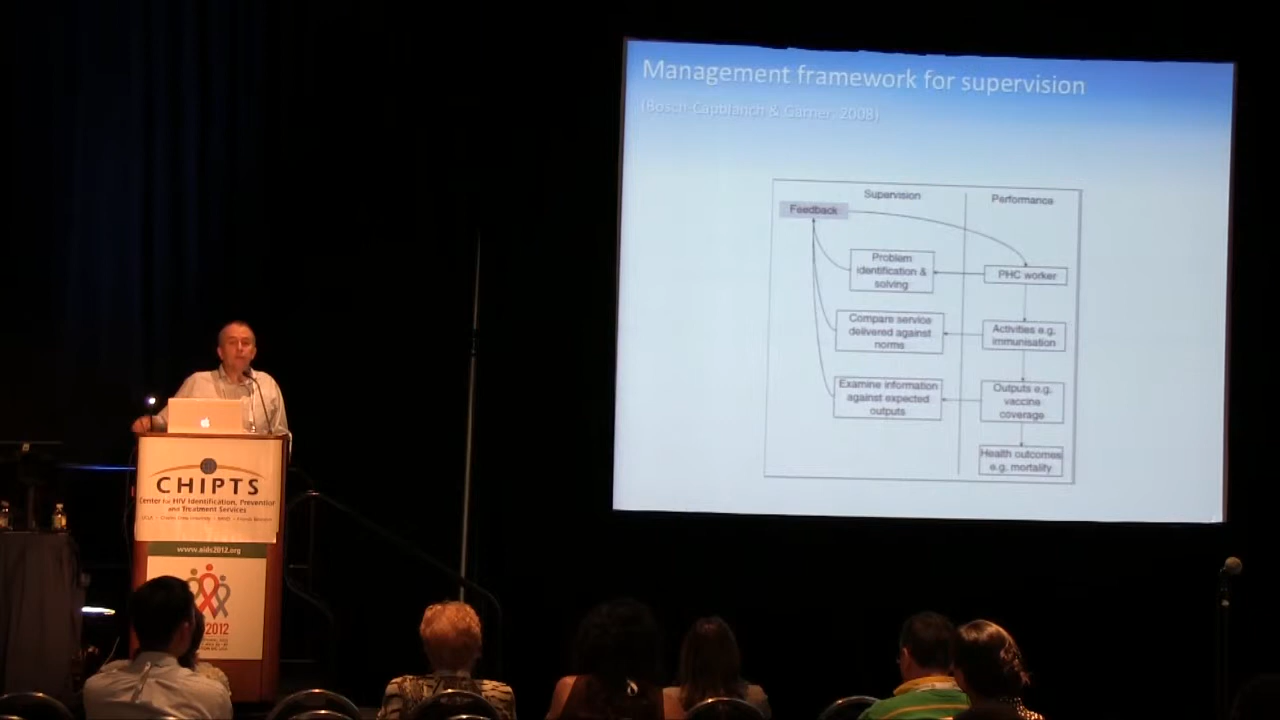 Management framework for supervision
(Bosch-Capblanch & Garner, 2008)
Supervision
Performance
Feedback
Problem
identification &
solving
PHC worker
Compare service
delivered against
norms
Activities e.g.
immunisation
Examine information
against expected
outputs
Outputs e.g.
vaccine
coverage
Health outcomes
e.g. mortality
CHIPTS
Center for HIV Identification, Prevention
and Treatment Services
www.aids2012.org
2012